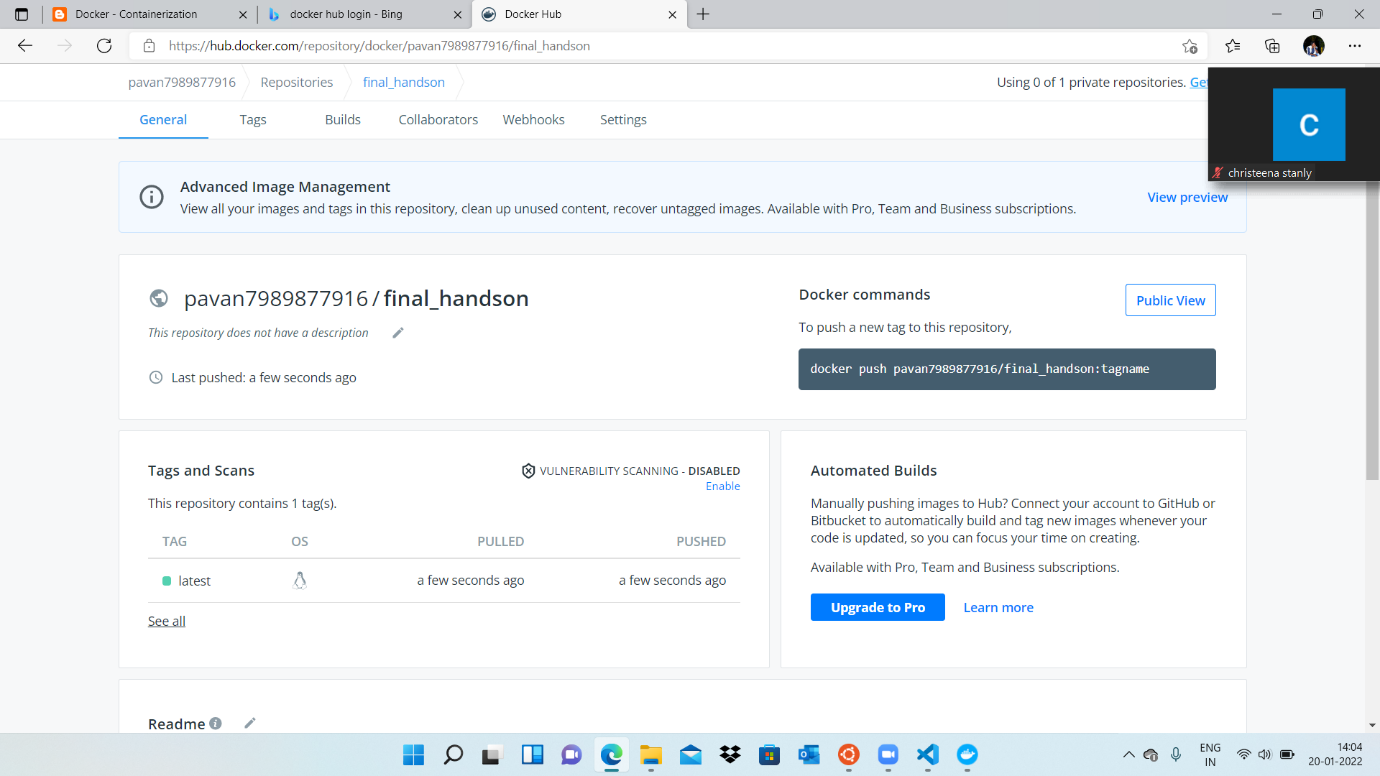 Docker - Containerization
docker hub login - Bing
Docker Hub
https://hub.docker.com/repository/docker/pavan7989877916/final_handson
pavan7989877916
Repositories
final_handson
Using 0 of 1 private repositories.
General
Tags
Builds
Collaborators
Webhooks
Settings
C
christeena stanly
Advanced Image Management
View all your images and tags in this repository, clean up unused content, recover untagged images. Available with Pro, Team and Business subscriptions.
View preview
pavan7989877916 / final_handson
This repository does not have a description
Last pushed: a few seconds ago
Docker commands
Public View
To push a new tag to this repository,
docker push pavan7989877916/final_handson:tagname
Tags and Scans
VULNERABILITY SCANNING - DISABLED
Enable
This repository contains 1 tag(s).
TAG OS PULLED PUSHED
latest a few seconds ago a few seconds ago
See all
Automated Builds
Manually pushing images to Hub? Connect your account to GitHub or
Bitbucket to automatically build and tag new images whenever your
code is updated, so you can focus your time on creating.
Available with Pro, Team and Business subscriptions.
Upgrade to Pro
Learn more
Readme
ENG
IN
14:04
20-01-2022